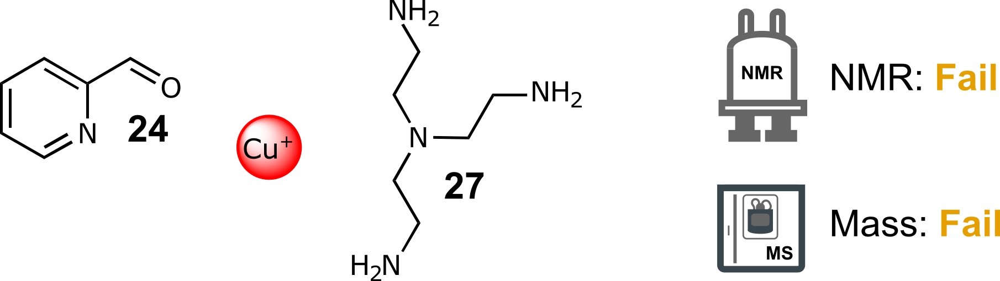 NH2
O
N
24
Cu+
NH2
N
27
H2N
NMR
NMR: Fail
MS
Mass: Fail